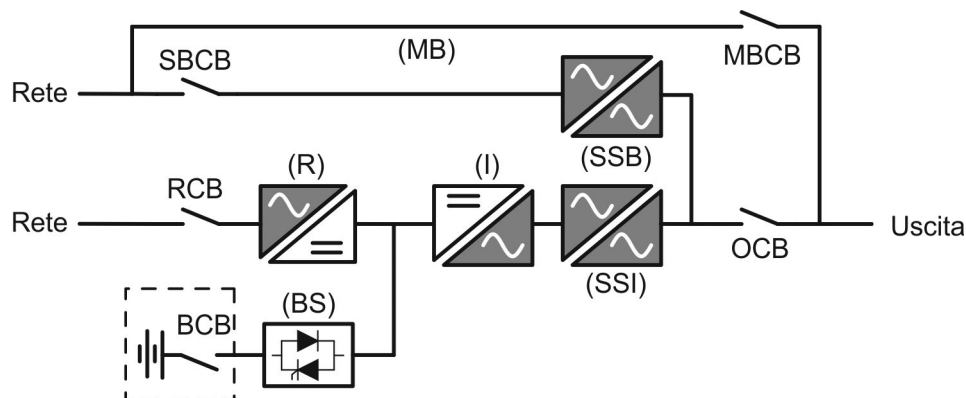 (MB)
MBCB
SBCB
Rete
(SSB)
(R)
(I)
RCB
Rete
Uscita
OCB
(SSI)
(BS)
BCB